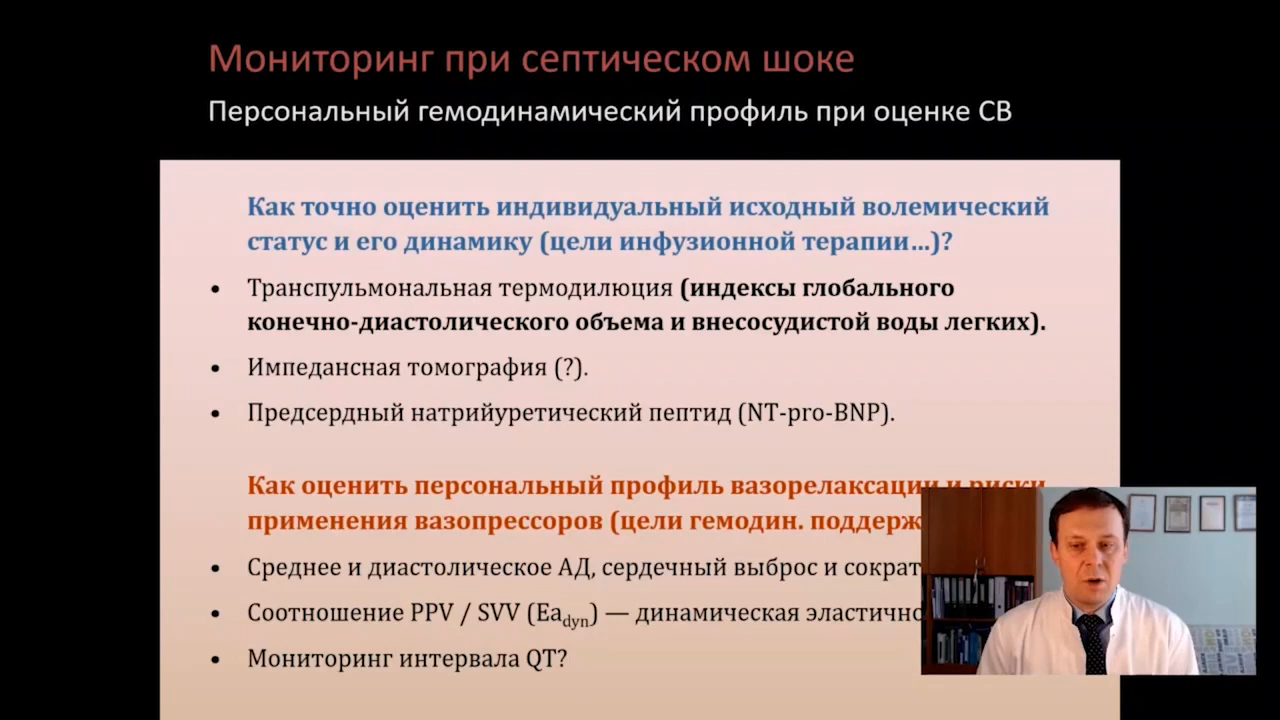 Мониторинг при септическом шоке
Персональный гемодинамический профиль при оценке СВ
Как точно оценить индивидуальный исходный волемический
статус и его динамику (цели инфузионной терапии…)?
• Транспульмональная термодилюция (индексы глобального
конечно-диастолического объема и внесосудистой воды легких).
• Импедансная томография (?).
• Предсердный натрийуретический пептид (NT-pro-BNP).
Как оценить персональный профиль вазорелаксации и риски
применения вазопрессоров (цели гемодин. поддерж
• Среднее и диастолическое АД, сердечный выброс и сократ
• Соотношение PPV / SVV (Eadyn) — динамическая эластично
• Мониторинг интервала QT?